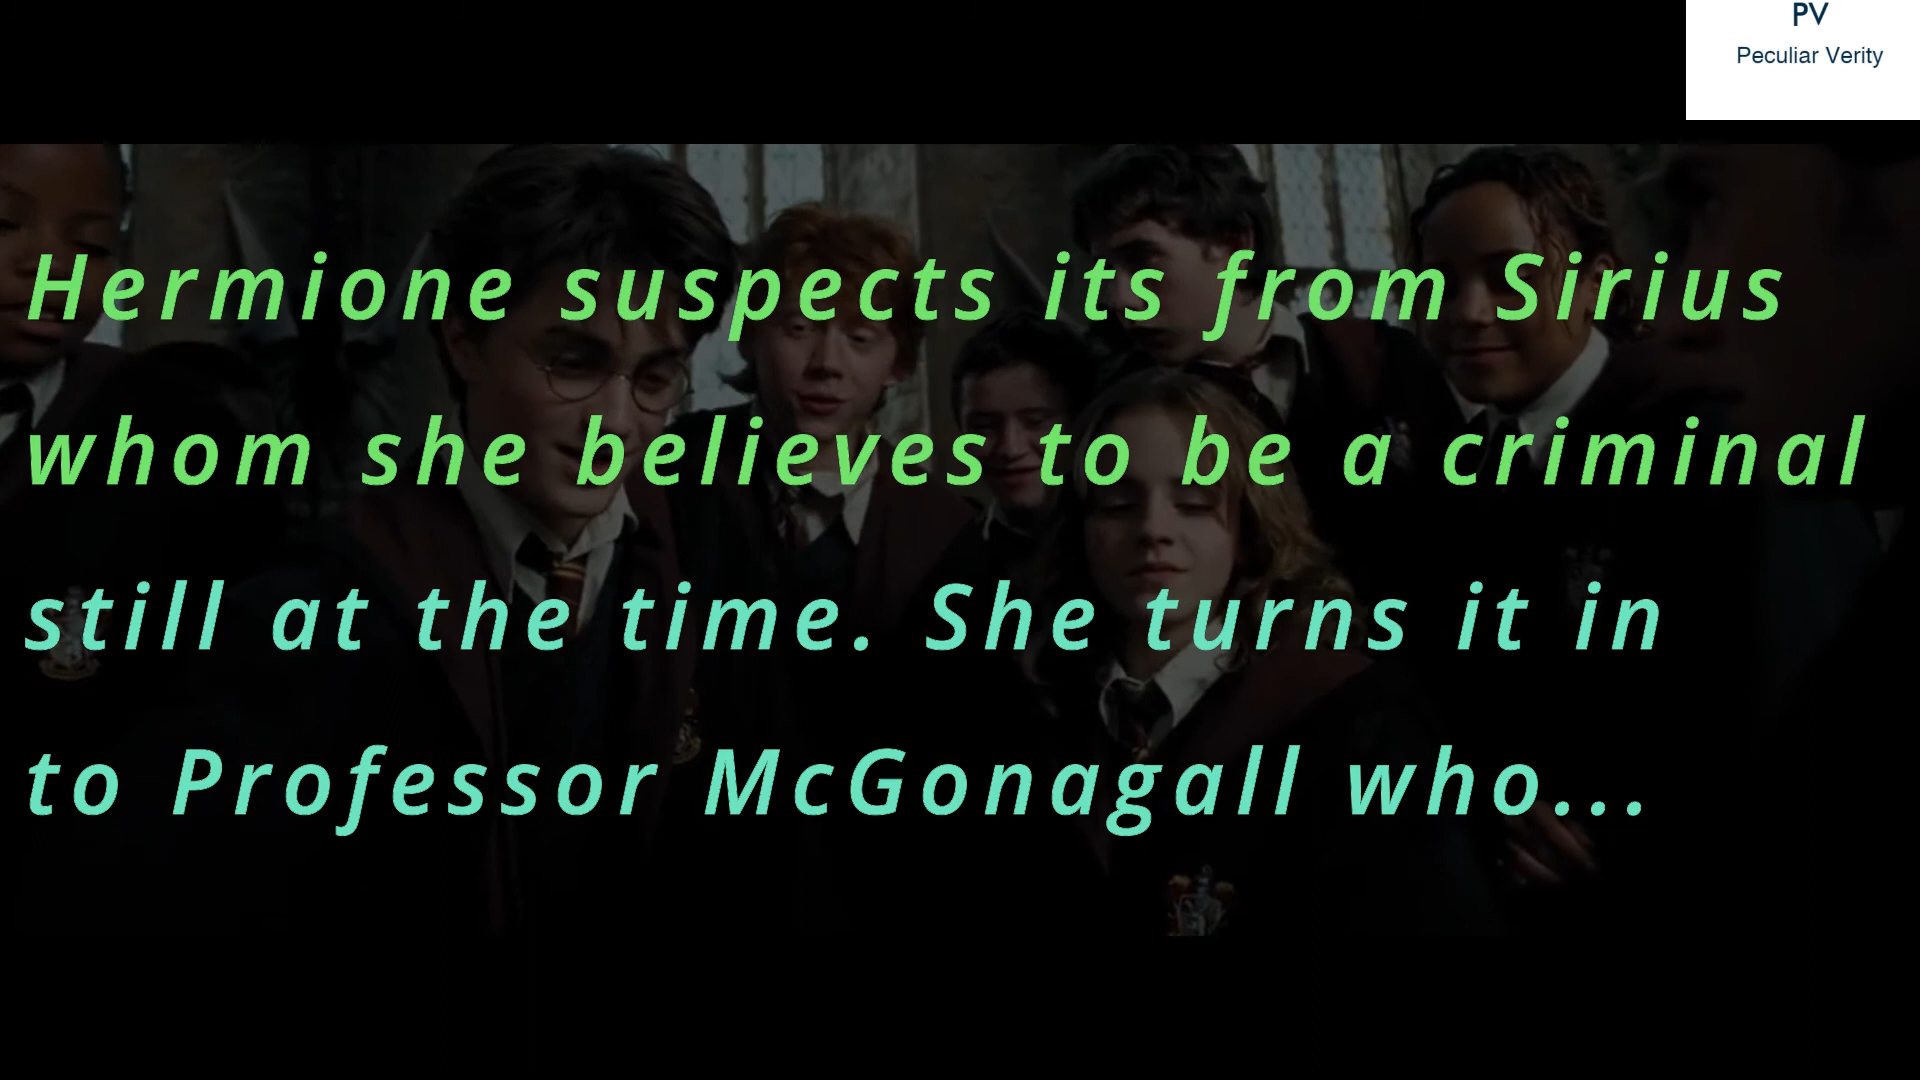 PV
Peculiar Verity
Hermione suspects its from Sirius
whom she believes to be a criminal
still at the time. She turns it in
to Professor McGonagall who...